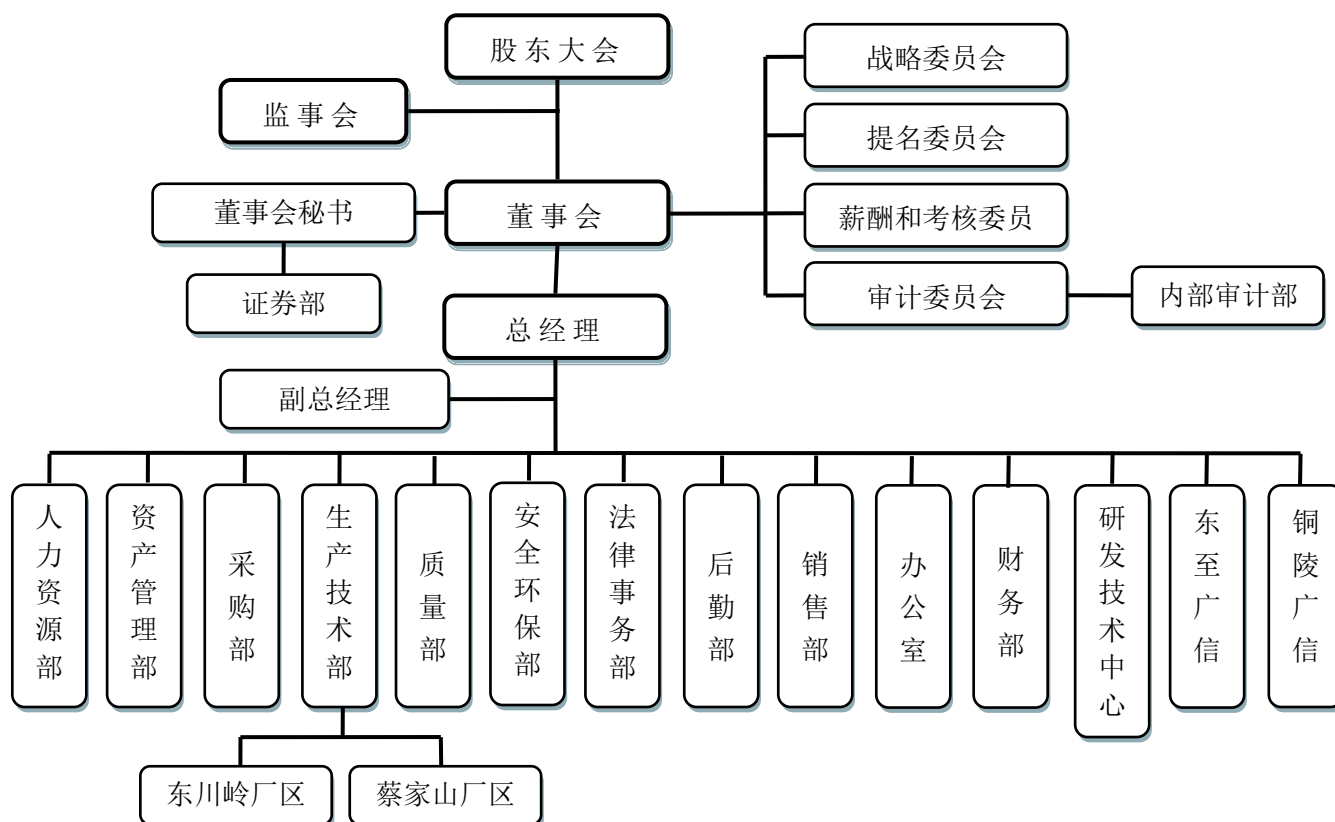 股东大会
战略委员会
监事会
提名委员会
董事会秘书
董事会
薪酬和考核委员
证券部
总经理
审计委员会
内部审计部
副总经理
人力资源部
资产管理部
采购部
生产技术部
质量部
安全环保部
法律事务部
后勤部
销售部
办公室
财务部
研发技术中心
东至广信
铜陵广信
东川岭厂区
蔡家山厂区